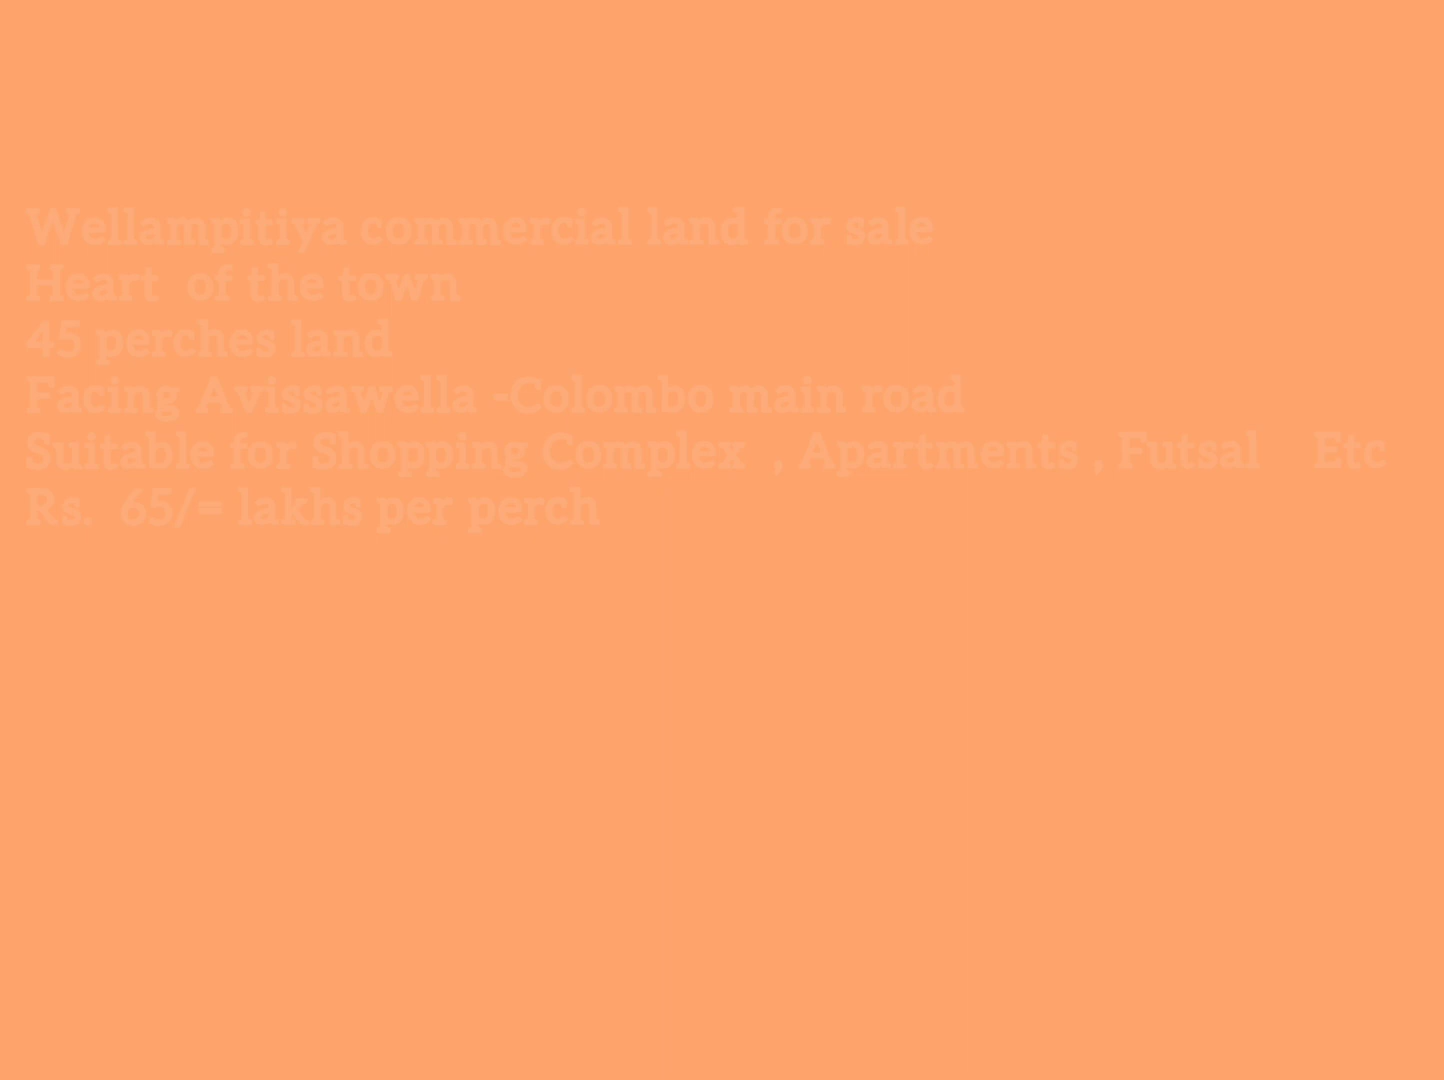 Wellampitiya commercial land for sale
Heart  of the town
45 perches land
Facing Avissawella -Colombo main road
Suitable for Shopping Complex  , Apartments , Futsal    Etc
Rs.  65/= lakhs per perch